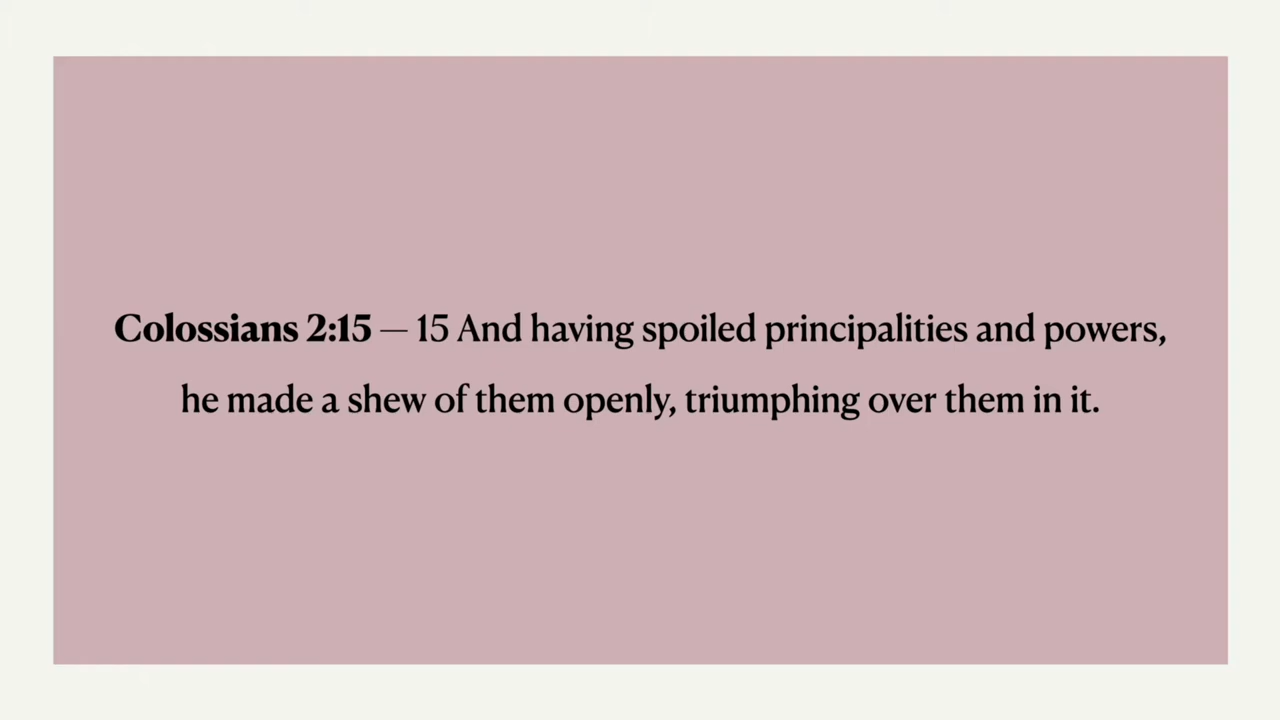 Colossians 2:15 — 15 And having spoiled principalities and powers,
he made a shew of them openly, triumphing over them in it.